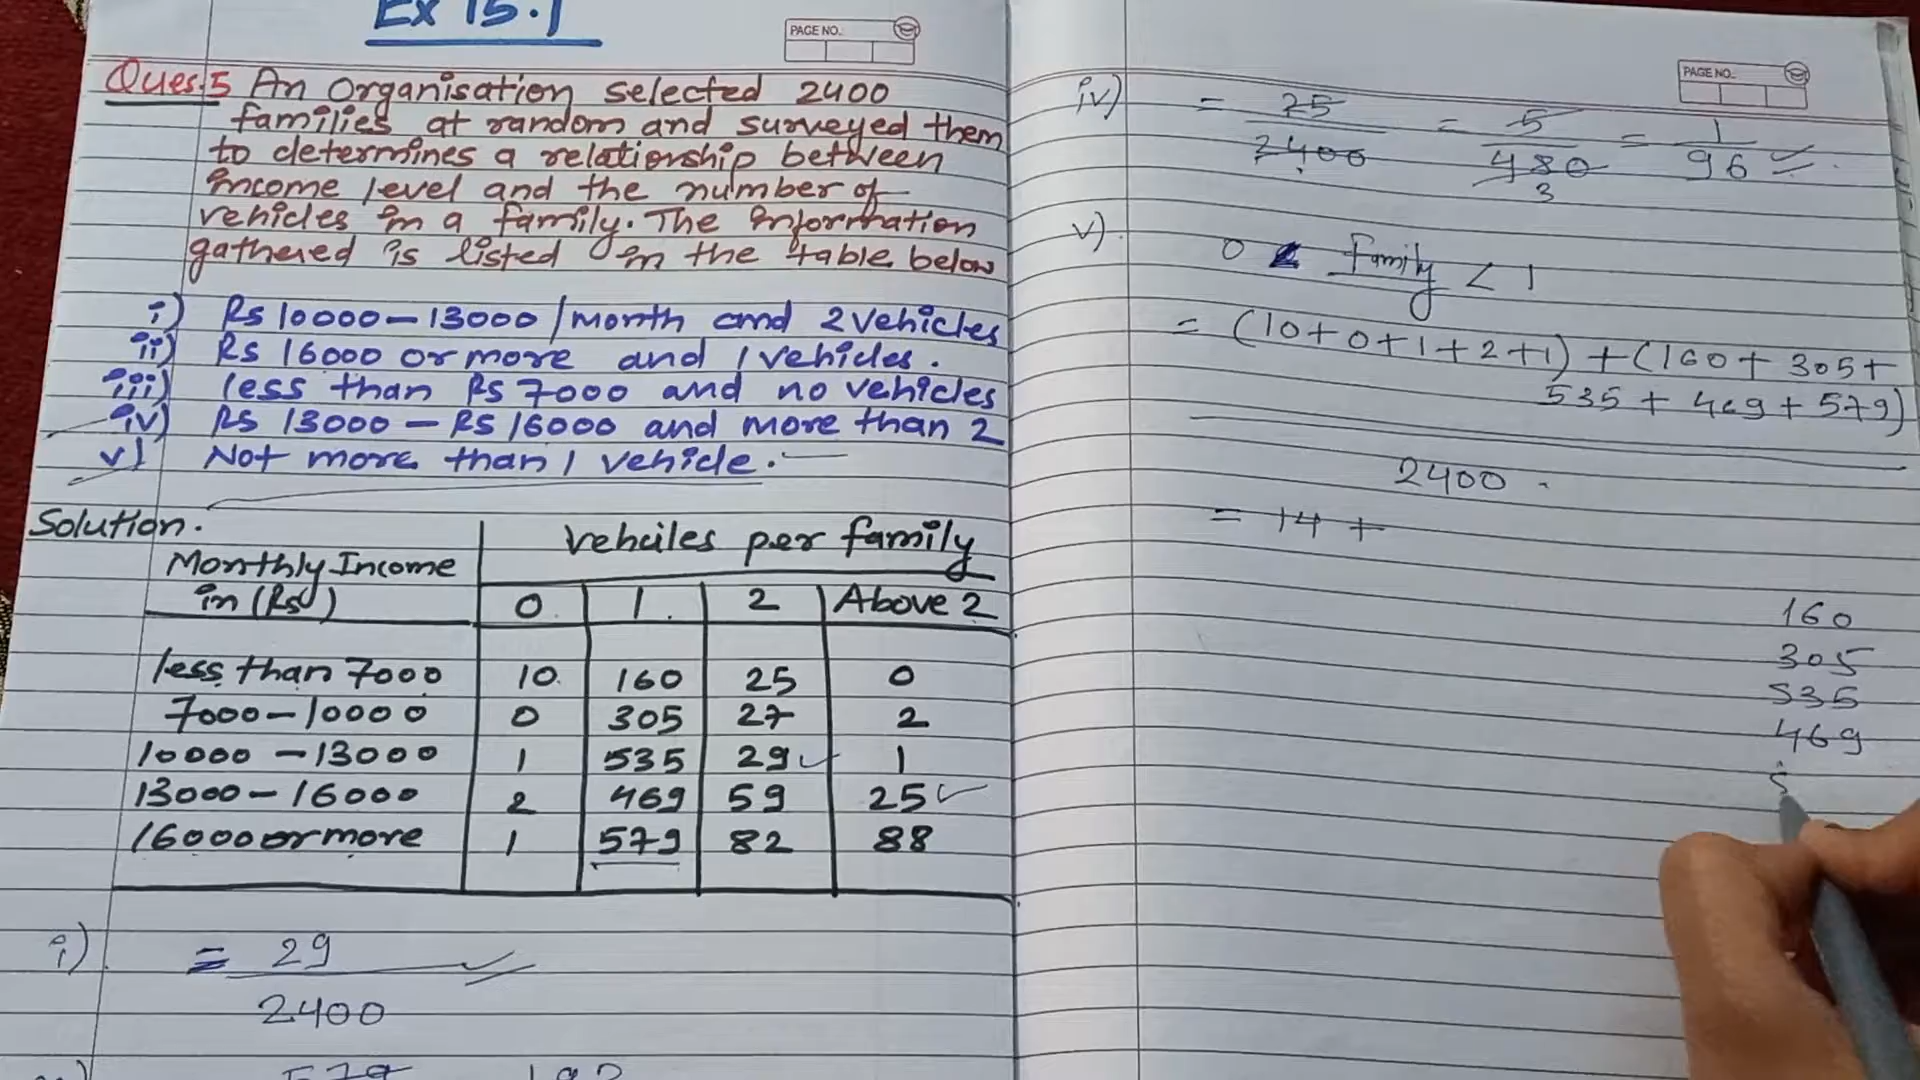 Ex 15.1
PAGE NO.:
Ques.5 An Organisation selected 2400
families at random and surveyed them
to determines a relationship between
income level and the number of
vehicles in a family. The information
gathered is listed in the table below
i) Rs 10000-13000/month and 2 vehicles
ii) Rs 16000 or more and 1 vehicles.
iii) less than Rs 7000 and no vehicles
iv) Rs 13000 - Rs 16000 and more than 2
v) Not more than 1 vehicle.
Solution.
Monthly Income in (Rs) vehciles per family
0 1 2 Above 2
less than 7000 10 160 25 0
7000-10000 0 305 27 2
10000-13000 1 535 29 1
13000-16000 2 469 59 25
16000 or more 1 579 82 88
i) = 29
2400
579 193
PAGE NO.:
iv) = 25 = 5 = 1
2400 480 96
3
v) 0 Family < 1
= (10+0+1+2+1) + (160 + 305 +
535 + 469 + 579)
2400
= 14 +
160
305
535
469
5